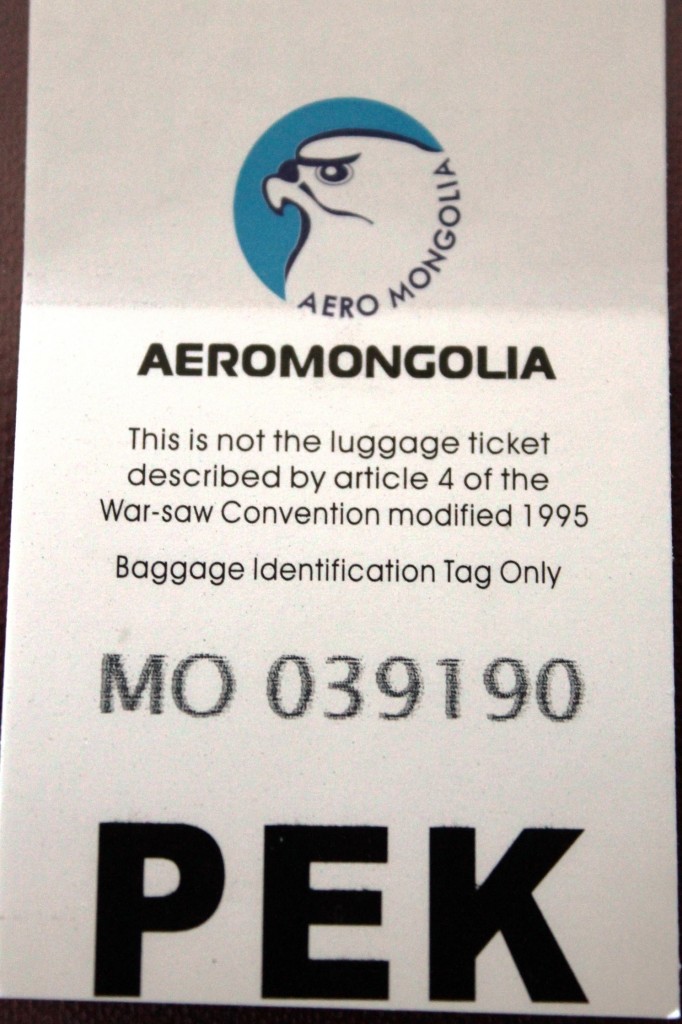 AERO MONGOLIA
AEROMONGOLIA
This is not the luggage ticket
described by article 4 of the
War-saw Convention modified 1995
Baggage Identification Tag Only
MO 039190
PEK